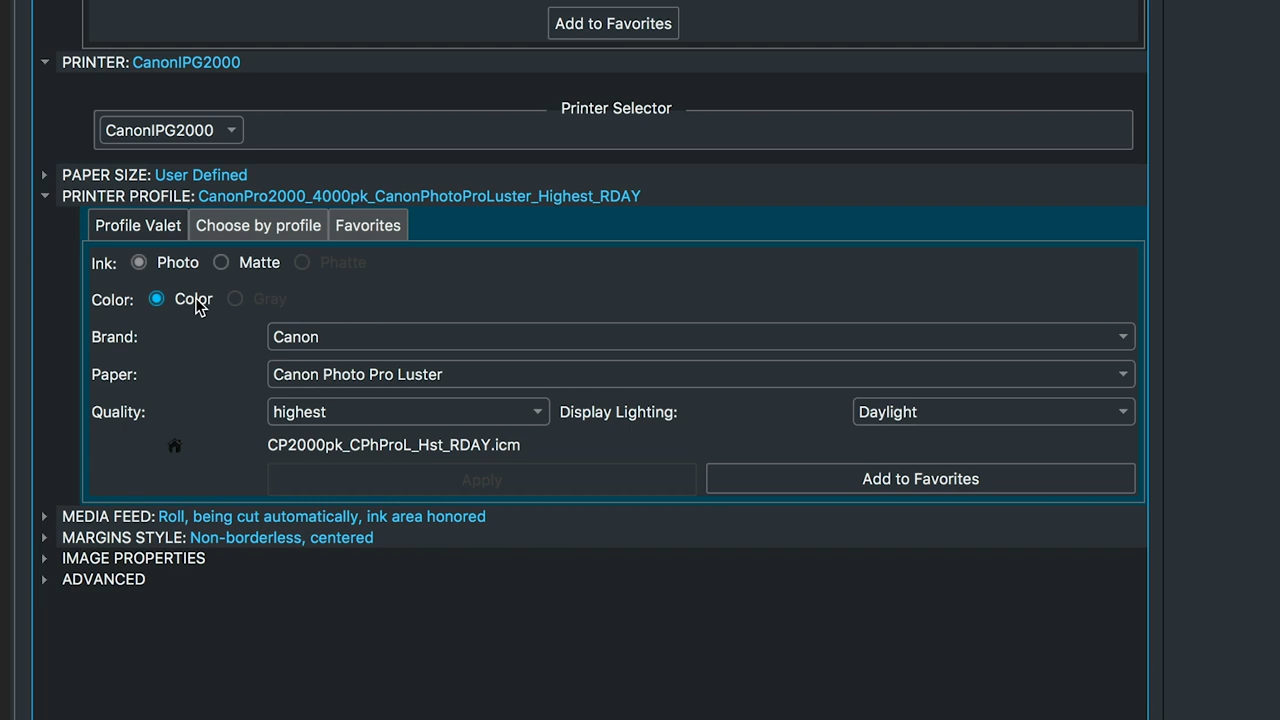 Add to Favorites
PRINTER: CanonIPG2000
Printer Selector
CanonIPG2000
PAPER SIZE: User Defined
PRINTER PROFILE: CanonPro2000_4000pk_CanonPhotoProLuster_Highest_RDAY
Profile Valet Choose by profile Favorites
Ink: Photo Matte Phatte
Color: Color Gray
Brand: Canon
Paper: Canon Photo Pro Luster
Quality: highest Display Lighting: Daylight
CP2000pk_CPhProL_Hst_RDAY.icm
Apply Add to Favorites
MEDIA FEED: Roll, being cut automatically, ink area honored
MARGINS STYLE: Non-borderless, centered
IMAGE PROPERTIES
ADVANCED